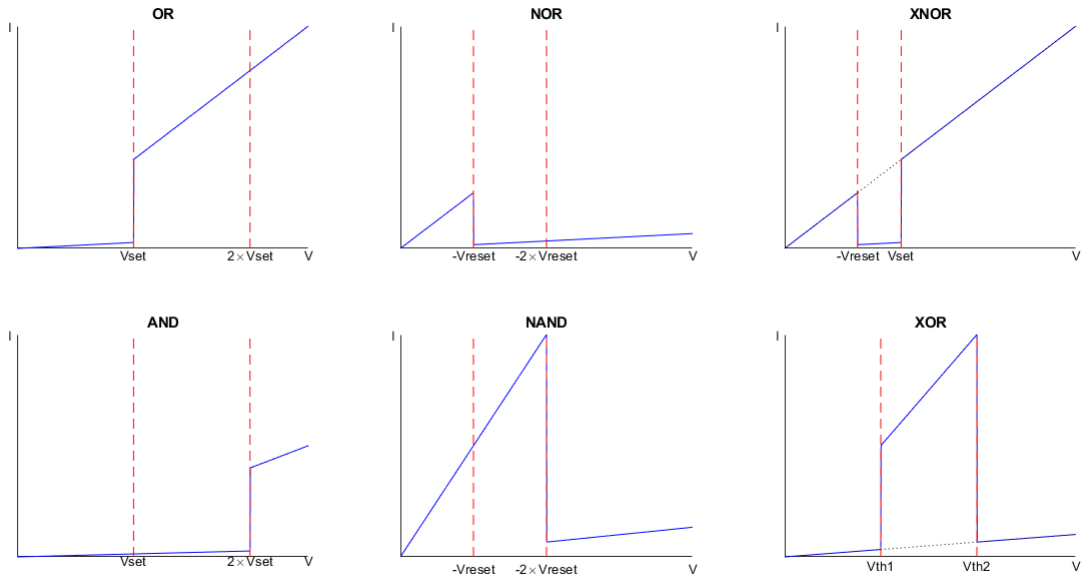 OR
I
Vset
2×Vset
V
NOR
I
-Vreset
-2×Vreset
V
XNOR
I
-Vreset
Vset
V
AND
I
Vset
2×Vset
V
NAND
I
-Vreset
-2×Vreset
V
XOR
I
Vth1
Vth2
V